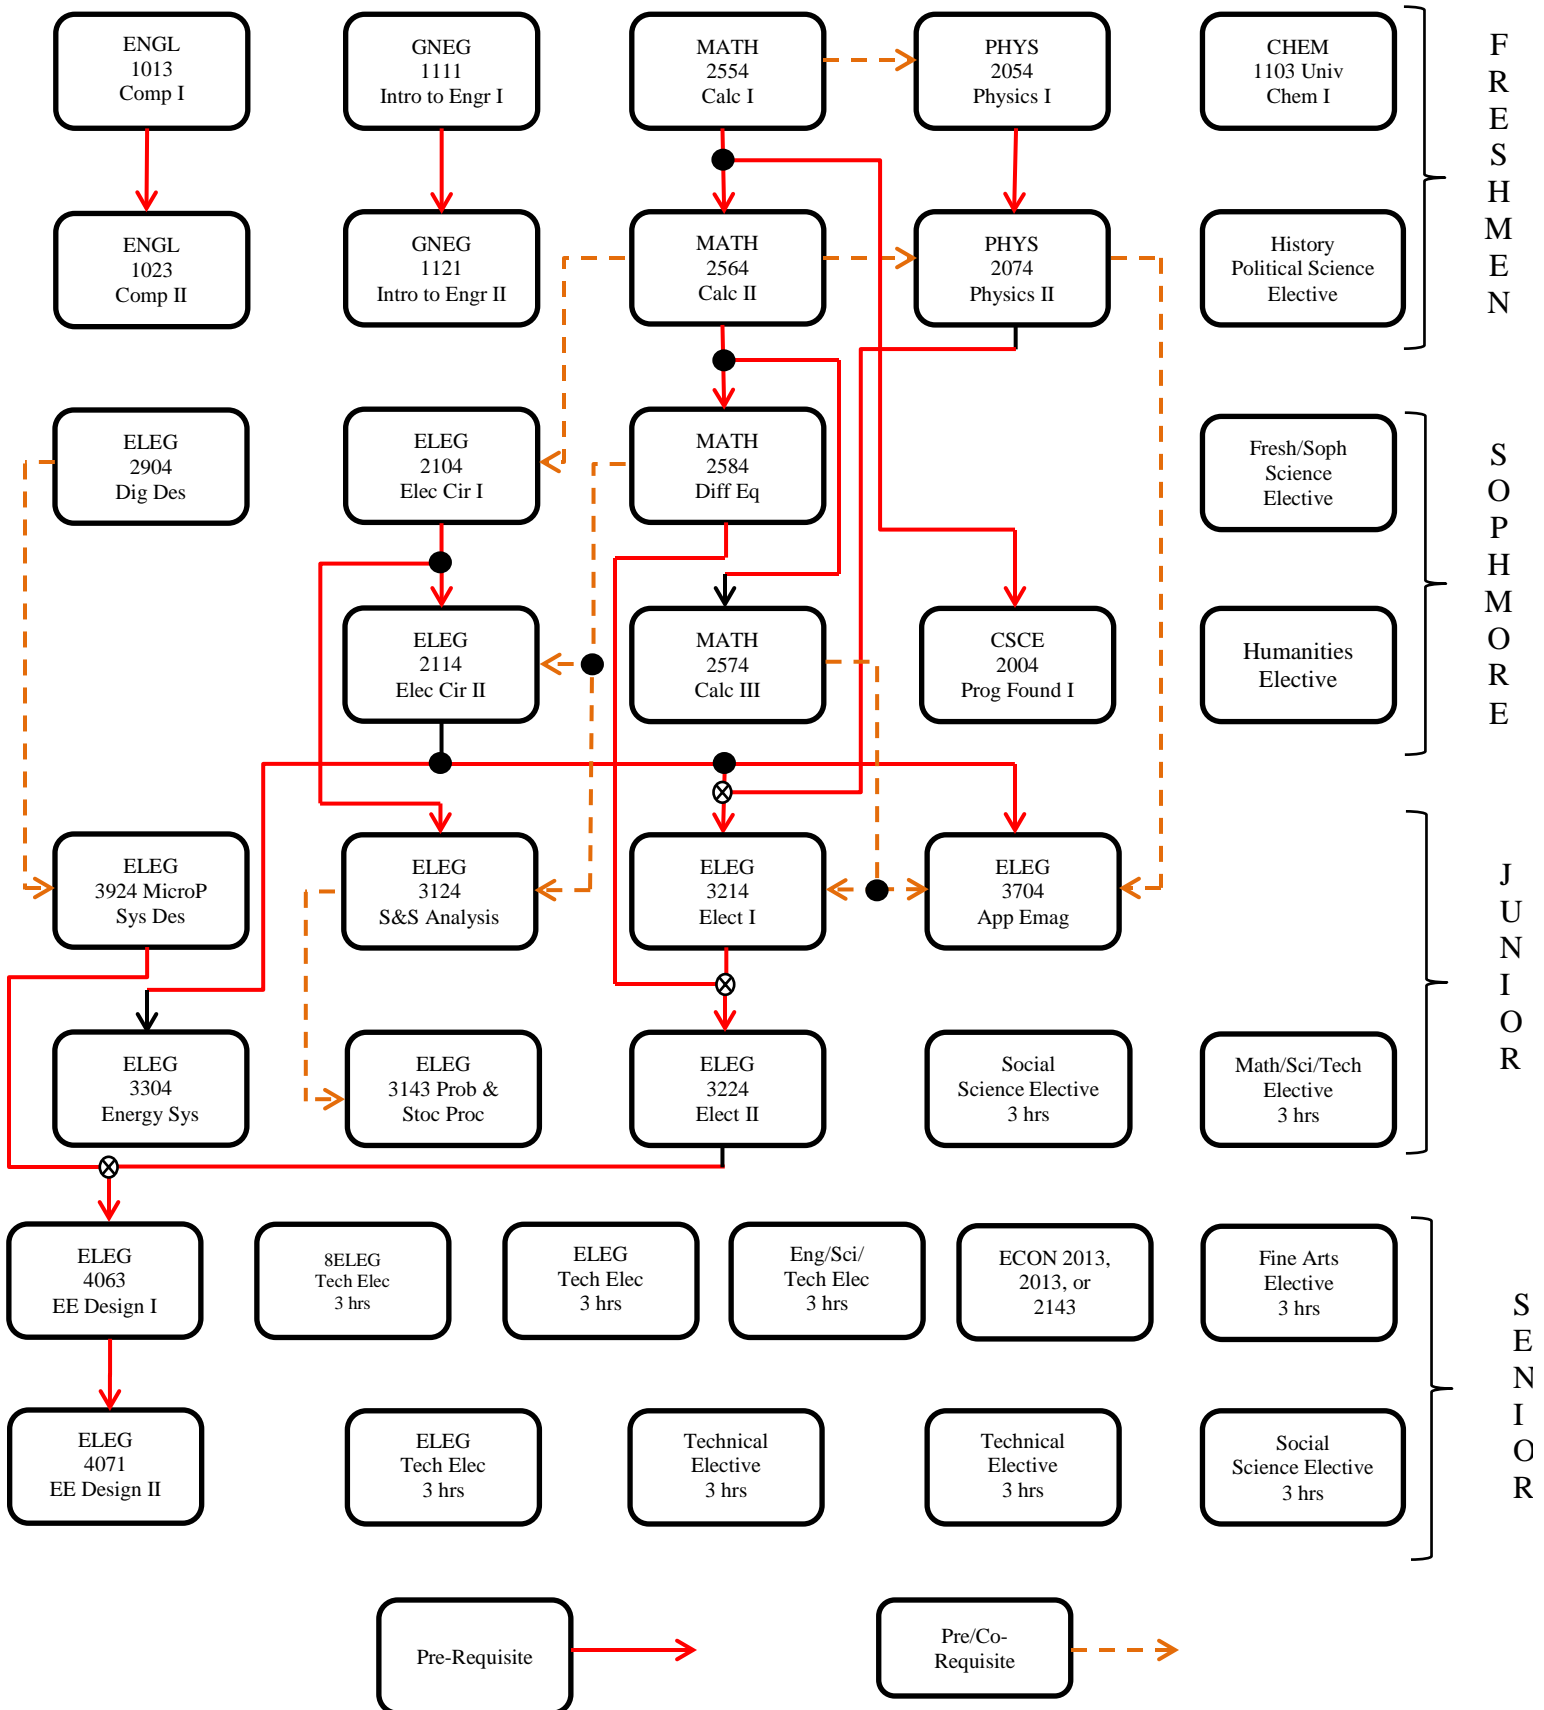 ENGL
1013
Comp I
GNEG
1111
Intro to Engr I
MATH
2554
Calc I
PHYS
2054
Physics I
CHEM
1103 Univ
Chem I
F
R
E
S
H
M
E
N
ENGL
1023
Comp II
GNEG
1121
Intro to Engr II
MATH
2564
Calc II
PHYS
2074
Physics II
History
Political Science
Elective
ELEG
2904
Dig Des
ELEG
2104
Elec Cir I
MATH
2584
Diff Eq
Fresh/Soph
Science
Elective
S
O
P
H
M
O
R
E
ELEG
2114
Elec Cir II
MATH
2574
Calc III
CSCE
2004
Prog Found I
Humanities
Elective
ELEG
3924 MicroP
Sys Des
ELEG
3124
S&S Analysis
ELEG
3214
Elect I
ELEG
3704
App Emag
J
U
N
I
O
R
ELEG
3304
Energy Sys
ELEG
3143 Prob &
Stoc Proc
ELEG
3224
Elect II
Social
Science Elective
3 hrs
Math/Sci/Tech
Elective
3 hrs
ELEG
4063
EE Design I
8ELEG
Tech Elec
3 hrs
ELEG
Tech Elec
3 hrs
Eng/Sci/
Tech Elec
3 hrs
ECON 2013,
2013, or
2143
Fine Arts
Elective
3 hrs
S
E
N
I
O
R
ELEG
4071
EE Design II
ELEG
Tech Elec
3 hrs
Technical
Elective
3 hrs
Technical
Elective
3 hrs
Social
Science Elective
3 hrs
Pre-Requisite
Pre/Co-
Requisite